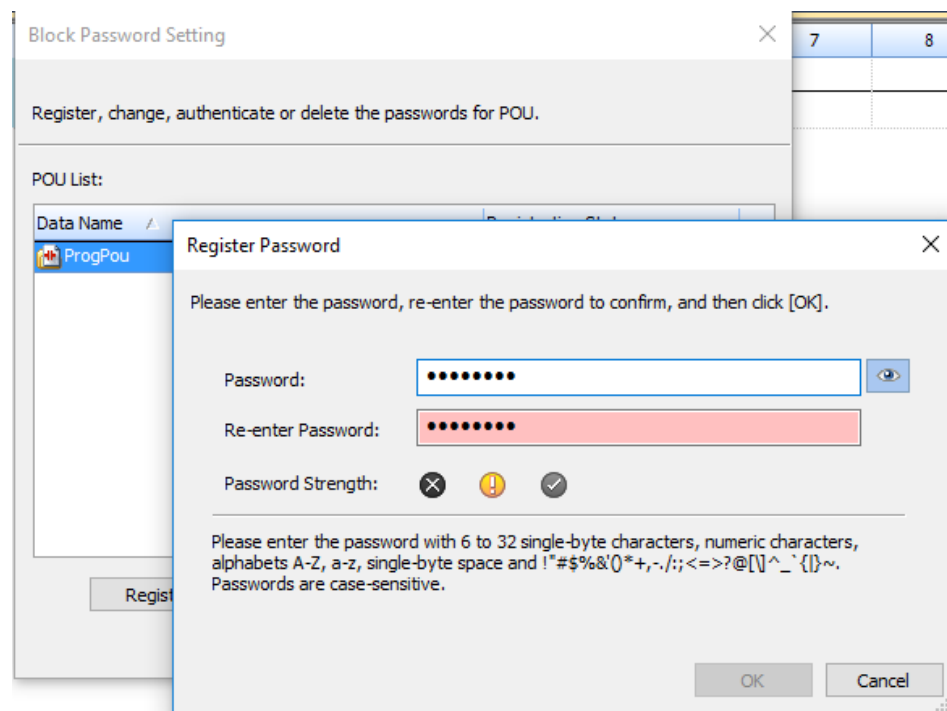 Block Password Setting
7
8
Register, change, authenticate or delete the passwords for POU.
POU List:
Data Name
ProgPou
Register Password
Please enter the password, re-enter the password to confirm, and then click [OK].
Password:
Re-enter Password:
Password Strength:
Please enter the password with 6 to 32 single-byte characters, numeric characters,
alphabets A-Z, a-z, single-byte space and !"#$%&'()*+,-./:;<=>?@[\]^_`{|}~.
Passwords are case-sensitive.
Regist
OK
Cancel